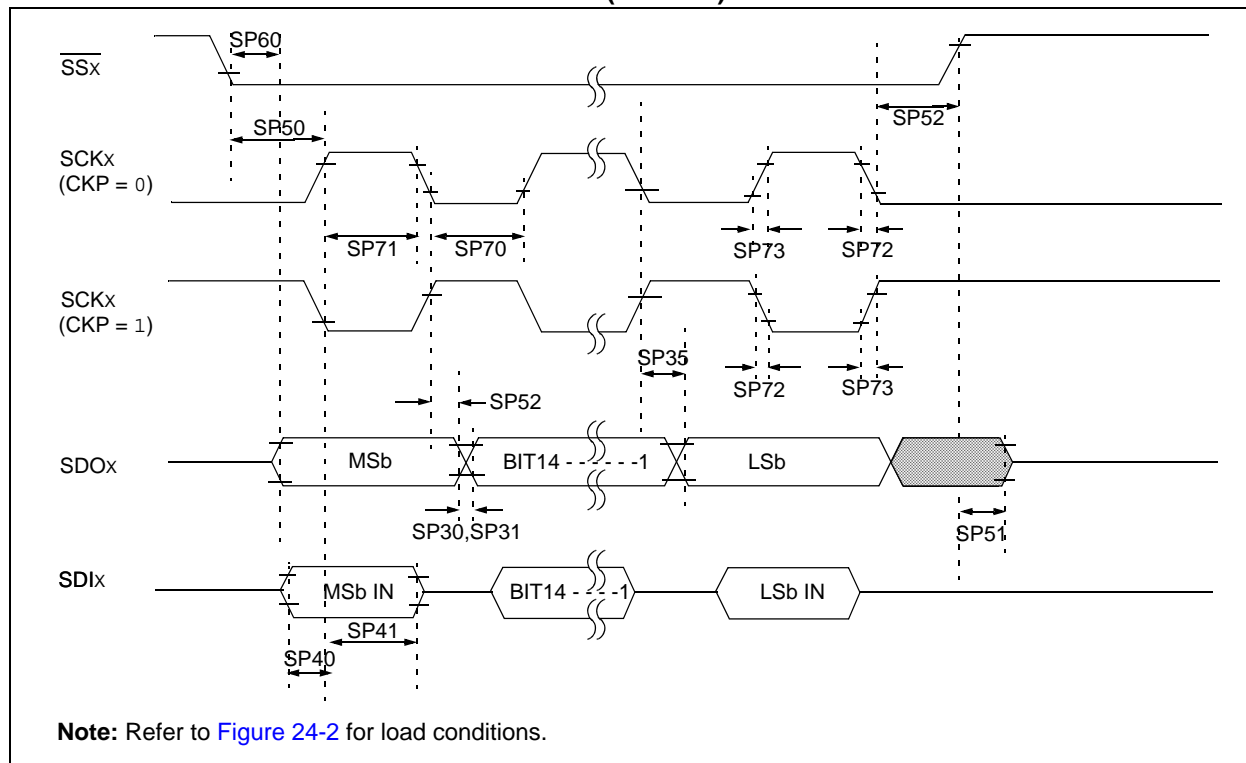 SP60
SSX
SP50
SP52
SCKX
(CKP = 0)
SP71
SP70
SP73
SP72
SCKX
(CKP = 1)
SP35
SP72
SP73
SP52
SDOX
MSb
BIT14 - - - - - -1
LSb
SP30,SP31
SP51
SDIX
MSb IN
BIT14 - - - -1
LSb IN
SP41
SP40
Note: Refer to Figure 24-2 for load conditions.